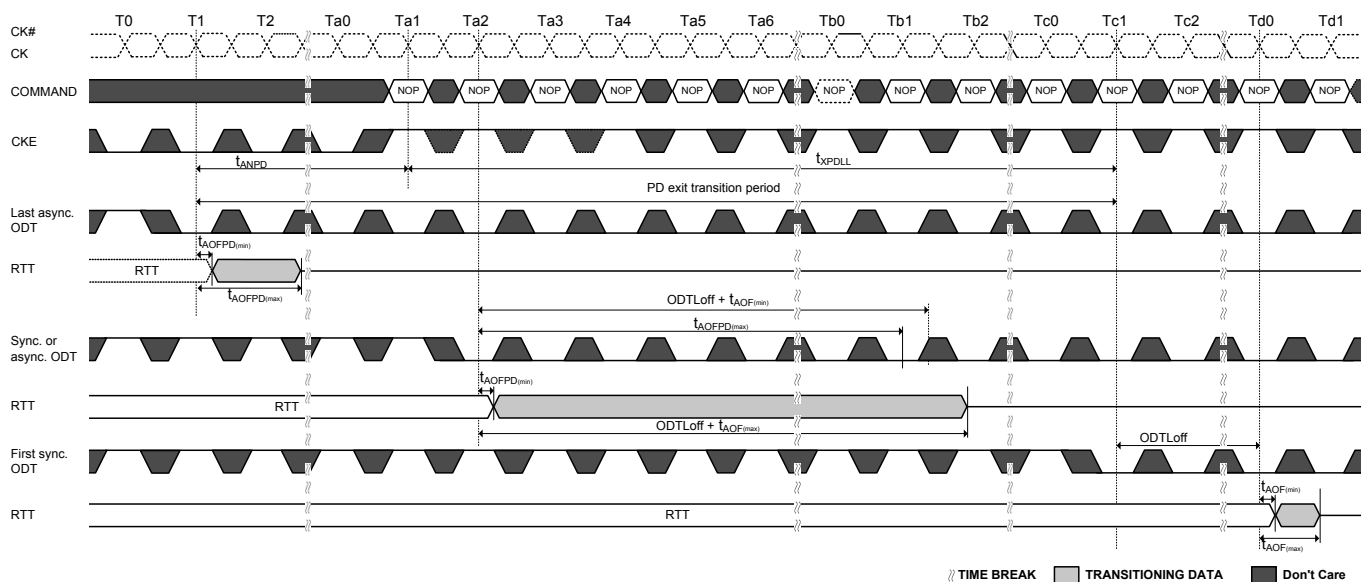 T0 T1 T2 Ta0 Ta1 Ta2 Ta3 Ta4 Ta5 Ta6 Tb0 Tb1 Tb2 Tc0 Tc1 Tc2 Td0 Td1
CK#
CK
COMMAND NOP NOP NOP NOP NOP NOP NOP NOP NOP NOP NOP NOP NOP NOP
CKE
tANPD tXPDLL
PD exit transition period
Last async.
ODT
tAOFPD(min)
RTT RTT
tAOFPD(max)
ODTLoff + tAOF(min)
tAOFPD(max)
Sync. or
async. ODT
tAOFPD(min)
RTT RTT
ODTLoff + tAOF(max)
ODTLoff
First sync.
ODT
tAOF(min)
RTT RTT
tAOF(max)
TIME BREAK TRANSITIONING DATA Don't Care